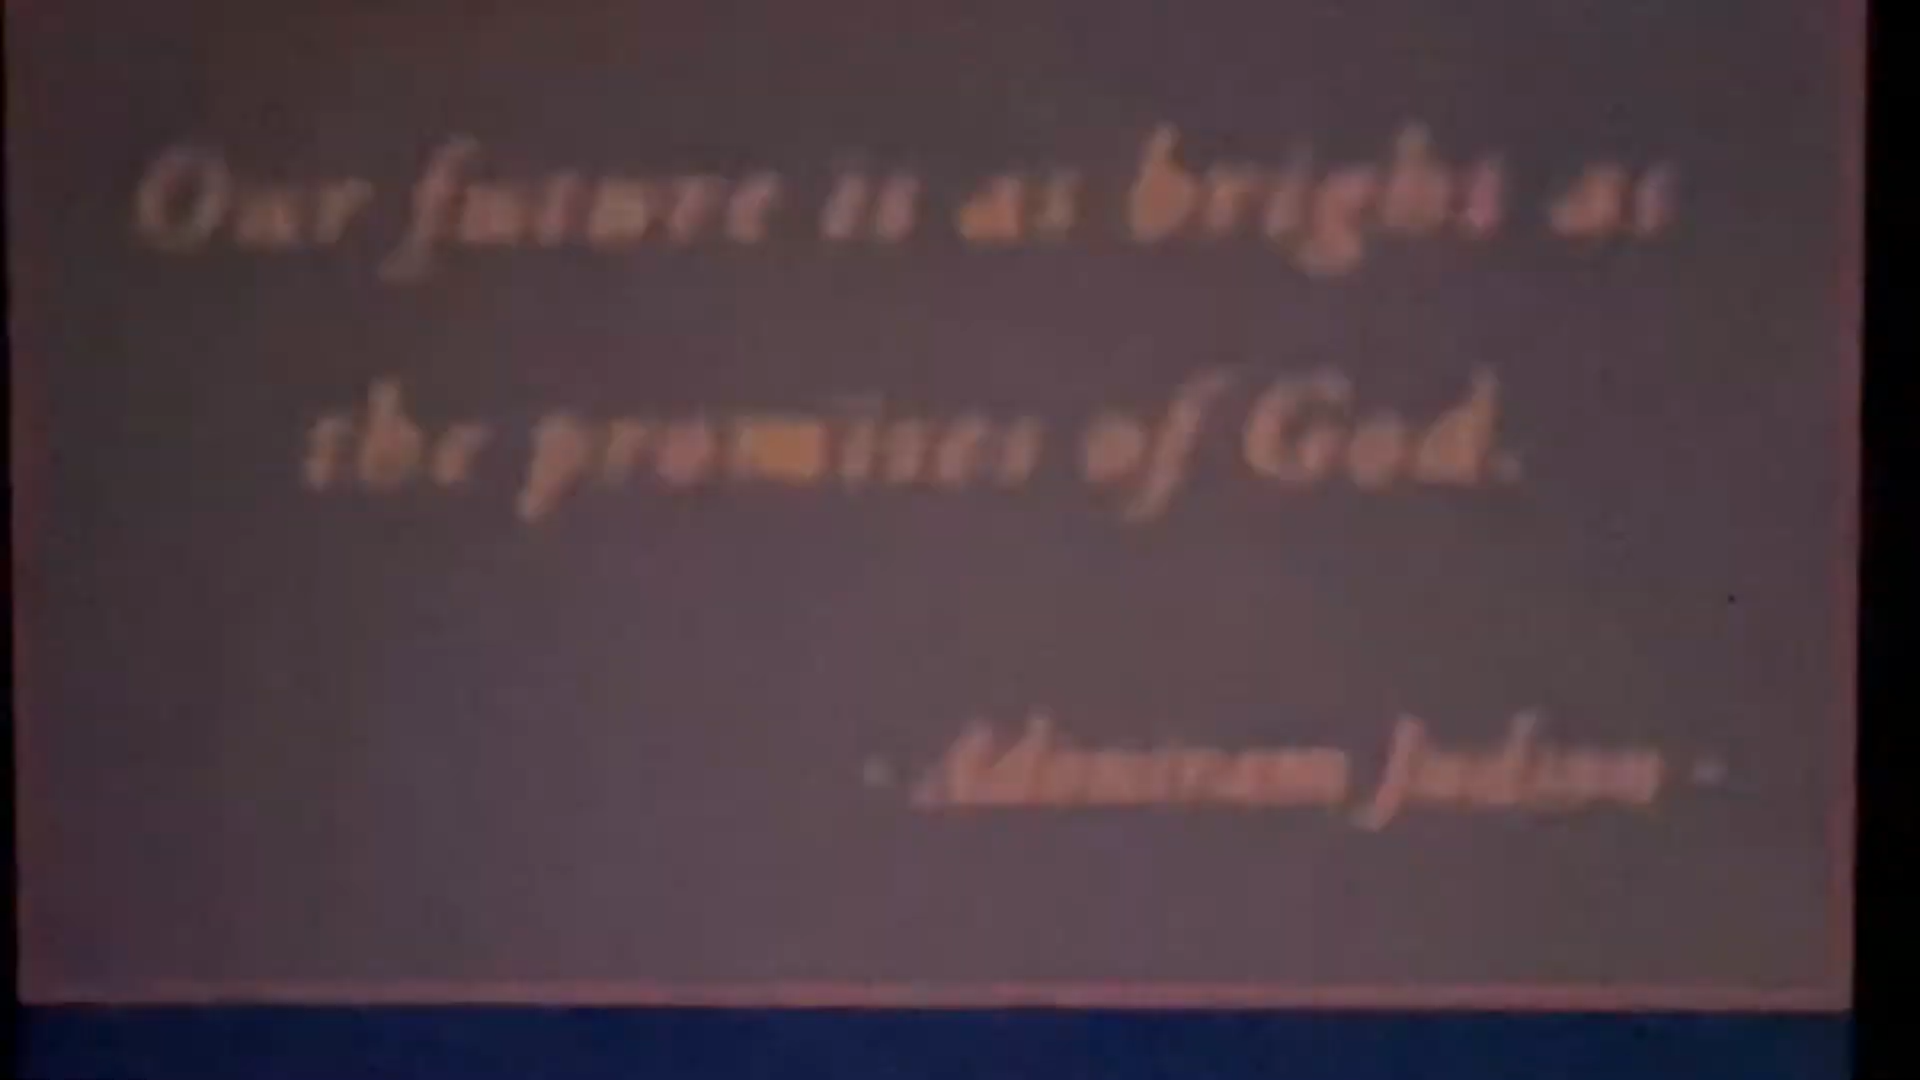 Our future is as bright as
the promises of God.
- Adoniram Judson -